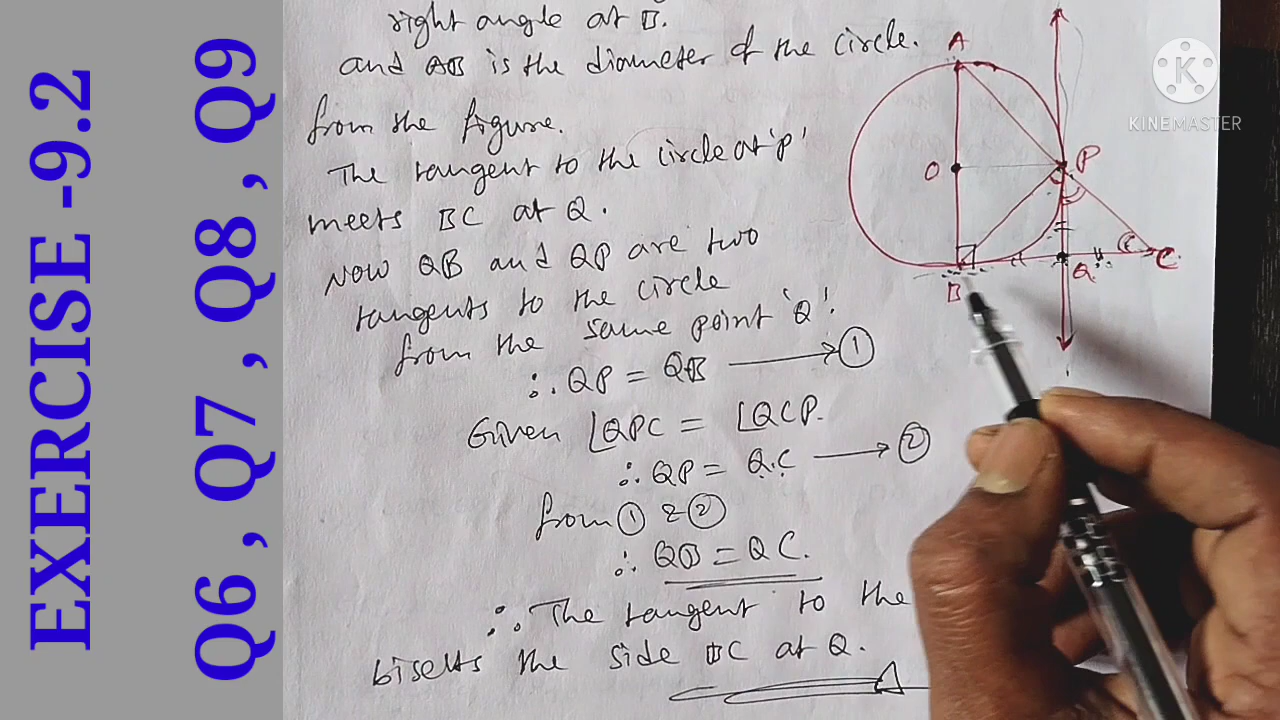 EXERCISE -9.2
Q6 , Q7 , Q8 , Q9
right angle at B.
and AB is the diameter of the circle.
from the figure.
The tangent to the circle at 'P'
meets BC at Q.
Now QB and QP are two
tangents to the circle
from the same point 'Q'.
∴ QP = QB → ①
Given ∠QPC = ∠QCP.
∴ QP = QC → ②
from ① & ②
∴ QB = QC.
∴ The tangent to the
bisects the side BC at Q.
A
O
P
B
Q
C
K
KINEMASTER